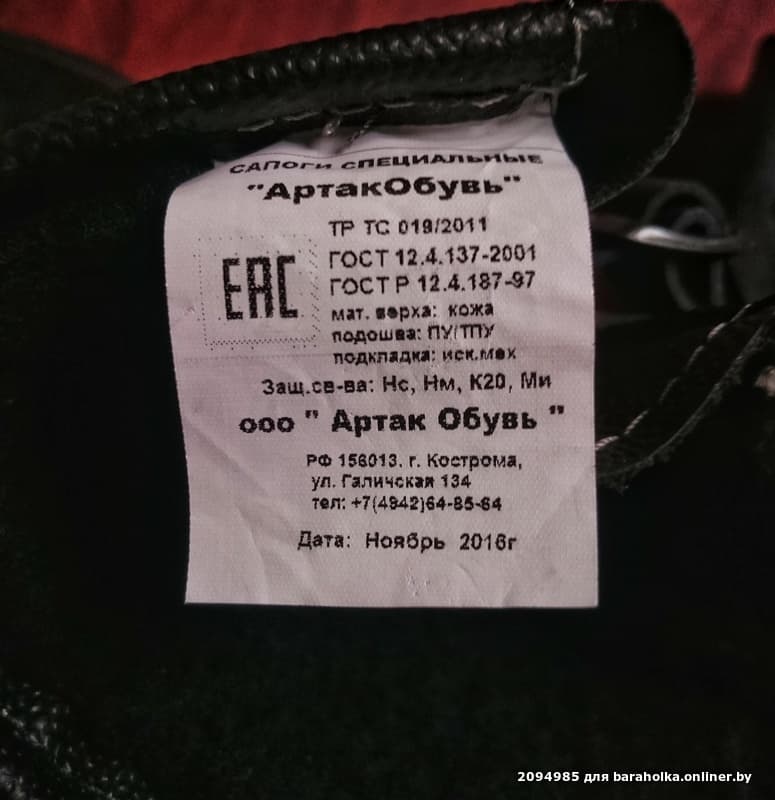 САПОГИ СПЕЦИАЛЬНЫЕ
"АртакОбувь"
ТР ТС 019/2011
ГОСТ 12.4.137-2001
ГОСТ Р 12.4.187-97
EAC
мат. верха: кожа
подошва: ПУ/ТПУ
подкладка: иск.мех
Защ.св-ва: Нс, Нм, К20, Ми
ооо " Артак Обувь "
РФ 156013. г. Кострома,
ул. Галичская 134
тел: +7(4942)64-85-64
Дата: Ноябрь 2016г
2094985 для baraholka.onliner.by